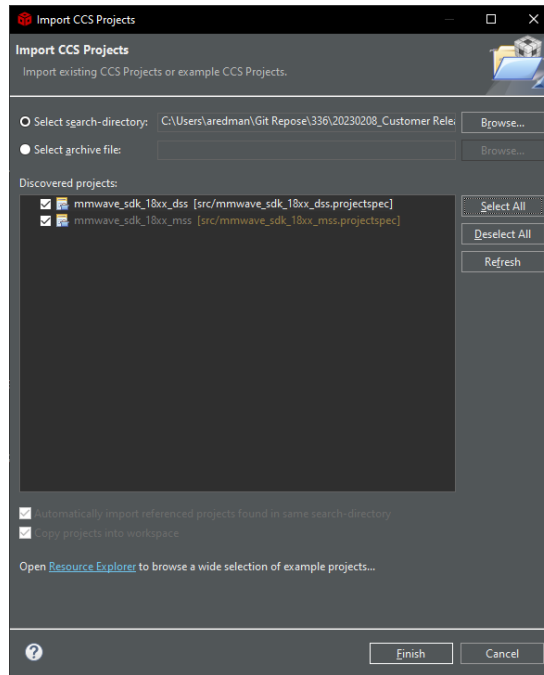 Import CCS Projects
Import CCS Projects
Import existing CCS Projects or example CCS Projects.
Select search-directory: C:\Users\aredman\Git Repose\336\20230208_Customer Relea Browse...
Select archive file: Browse...
Discovered projects:
mmwave_sdk_18xx_dss [src/mmwave_sdk_18xx_dss.projectspec] Select All
mmwave_sdk_18xx_mss [src/mmwave_sdk_18xx_mss.projectspec]
Deselect All
Refresh
Automatically import referenced projects found in same search-directory
Copy projects into workspace
Open Resource Explorer to browse a wide selection of example projects...
? Finish Cancel